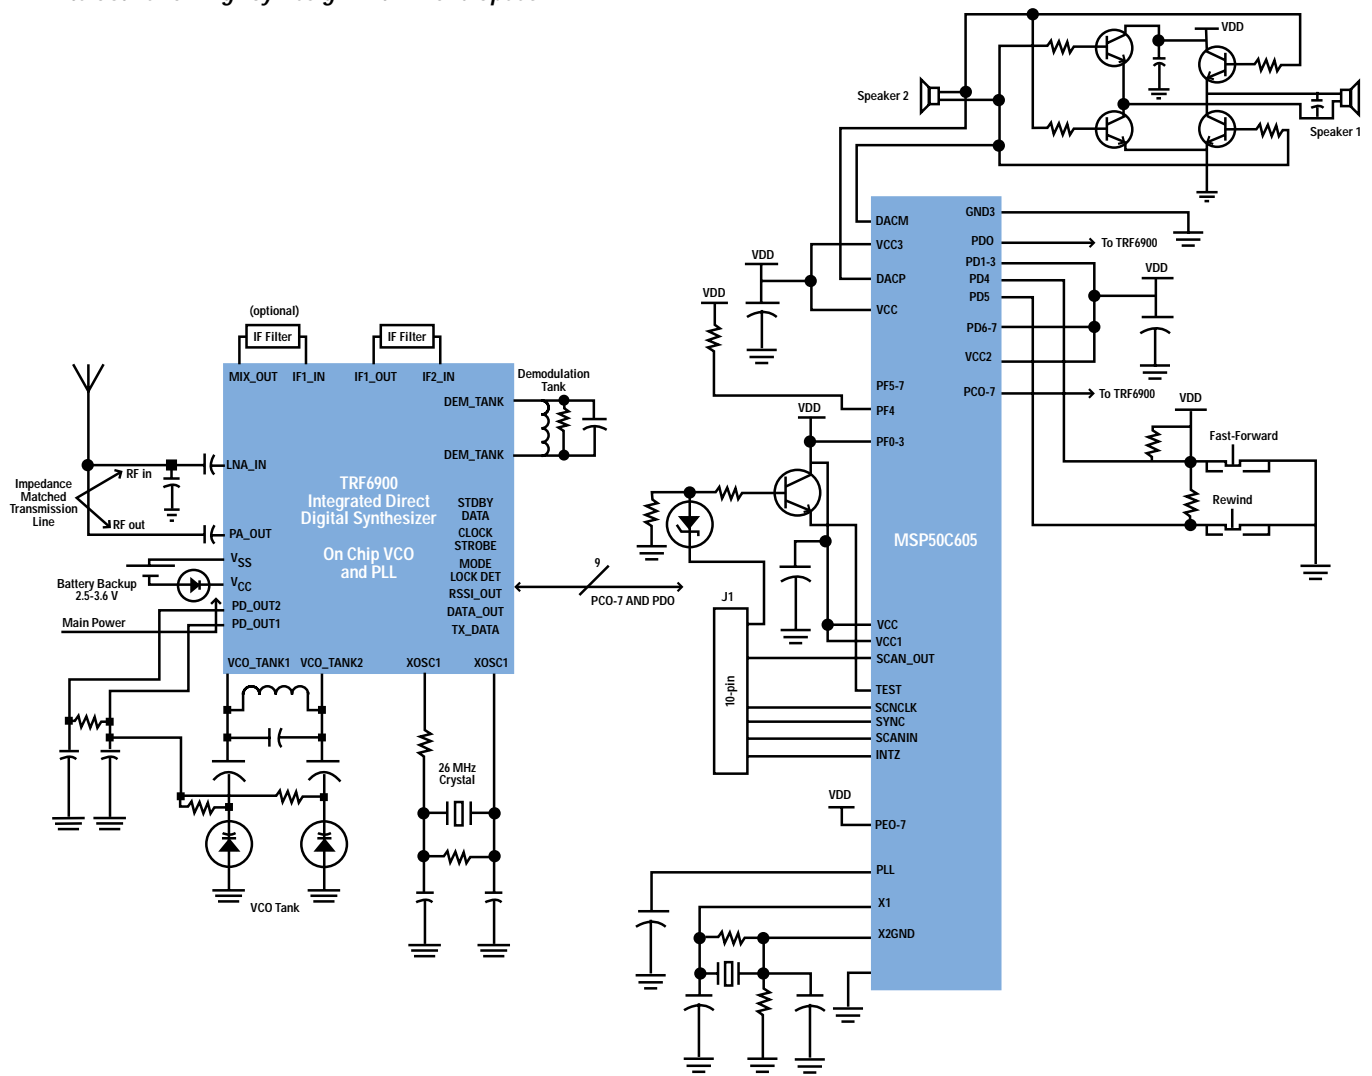 VDD
Speaker 2
Speaker 1
DACM
VCC3
DACP
VCC
PF5-7
PF4
PF0-3
GND3
PDO
PD1-3
PD4
PD5
PD6-7
VCC2
PCO-7
To TRF6900
To TRF6900
VDD
VDD
VDD
VDD
VDD
Fast-Forward
Rewind
MSP50C605
(optional)
IF Filter
IF Filter
MIX_OUT
IF1_IN
IF1_OUT
IF2_IN
Demodulation
Tank
DEM_TANK
DEM_TANK
LNA_IN
RF in
Impedance
Matched
Transmission
Line
RF out
PA_OUT
TRF6900
Integrated Direct
Digital Synthesizer
On Chip VCO
and PLL
STDBY
DATA
CLOCK
STROBE
MODE
LOCK DET
RSSI_OUT
DATA_OUT
TX_DATA
VSS
VCC
Battery Backup
2.5-3.6 V
PD_OUT2
PD_OUT1
Main Power
9
PCO-7 AND PDO
VCO_TANK1
VCO_TANK2
XOSC1
XOSC1
26 MHz
Crystal
VCO Tank
J1
10-pin
VCC
VCC1
SCAN_OUT
TEST
SCNCLK
SYNC
SCANIN
INTZ
VDD
PEO-7
PLL
X1
X2GND